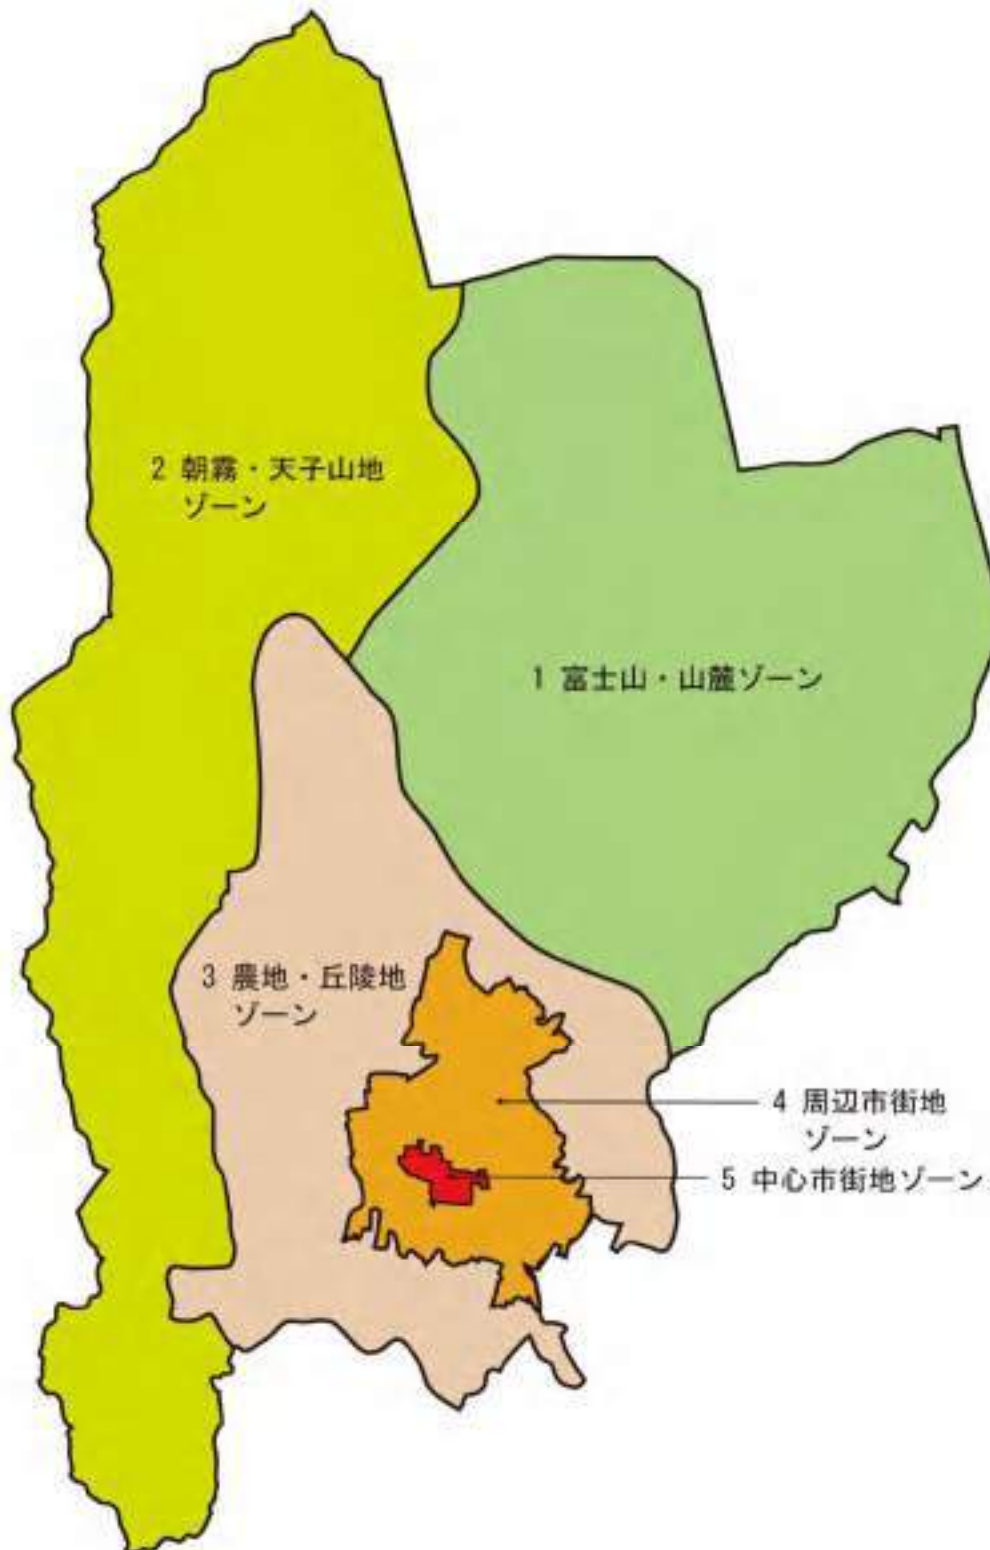 2 朝霧・天子山地
ゾーン
1 富士山・山麓ゾーン
3 農地・丘陵地
ゾーン
4 周辺市街地
ゾーン
5 中心市街地ゾーン